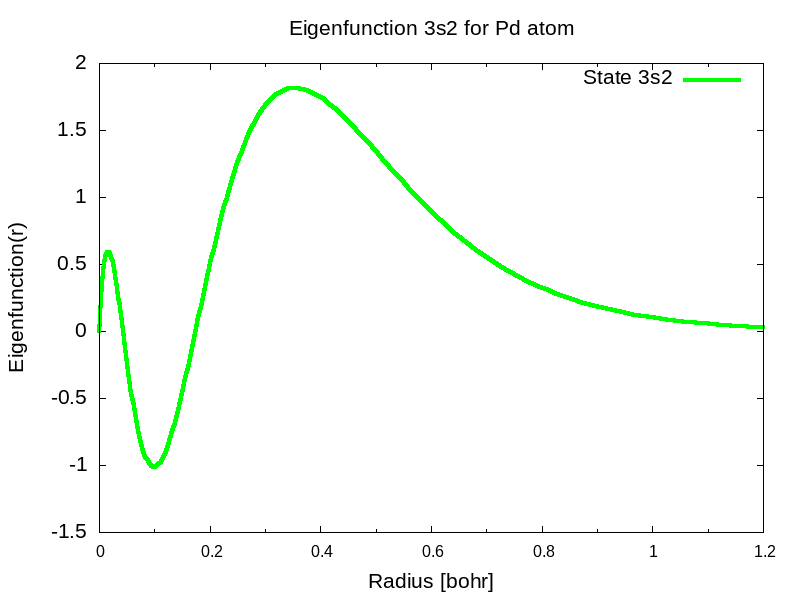 Eigenfunction 3s2 for Pd atom
State 3s2
2
1.5
1
0.5
0
-0.5
-1
-1.5
Eigenfunction(r)
0 0.2 0.4 0.6 0.8 1 1.2
Radius [bohr]